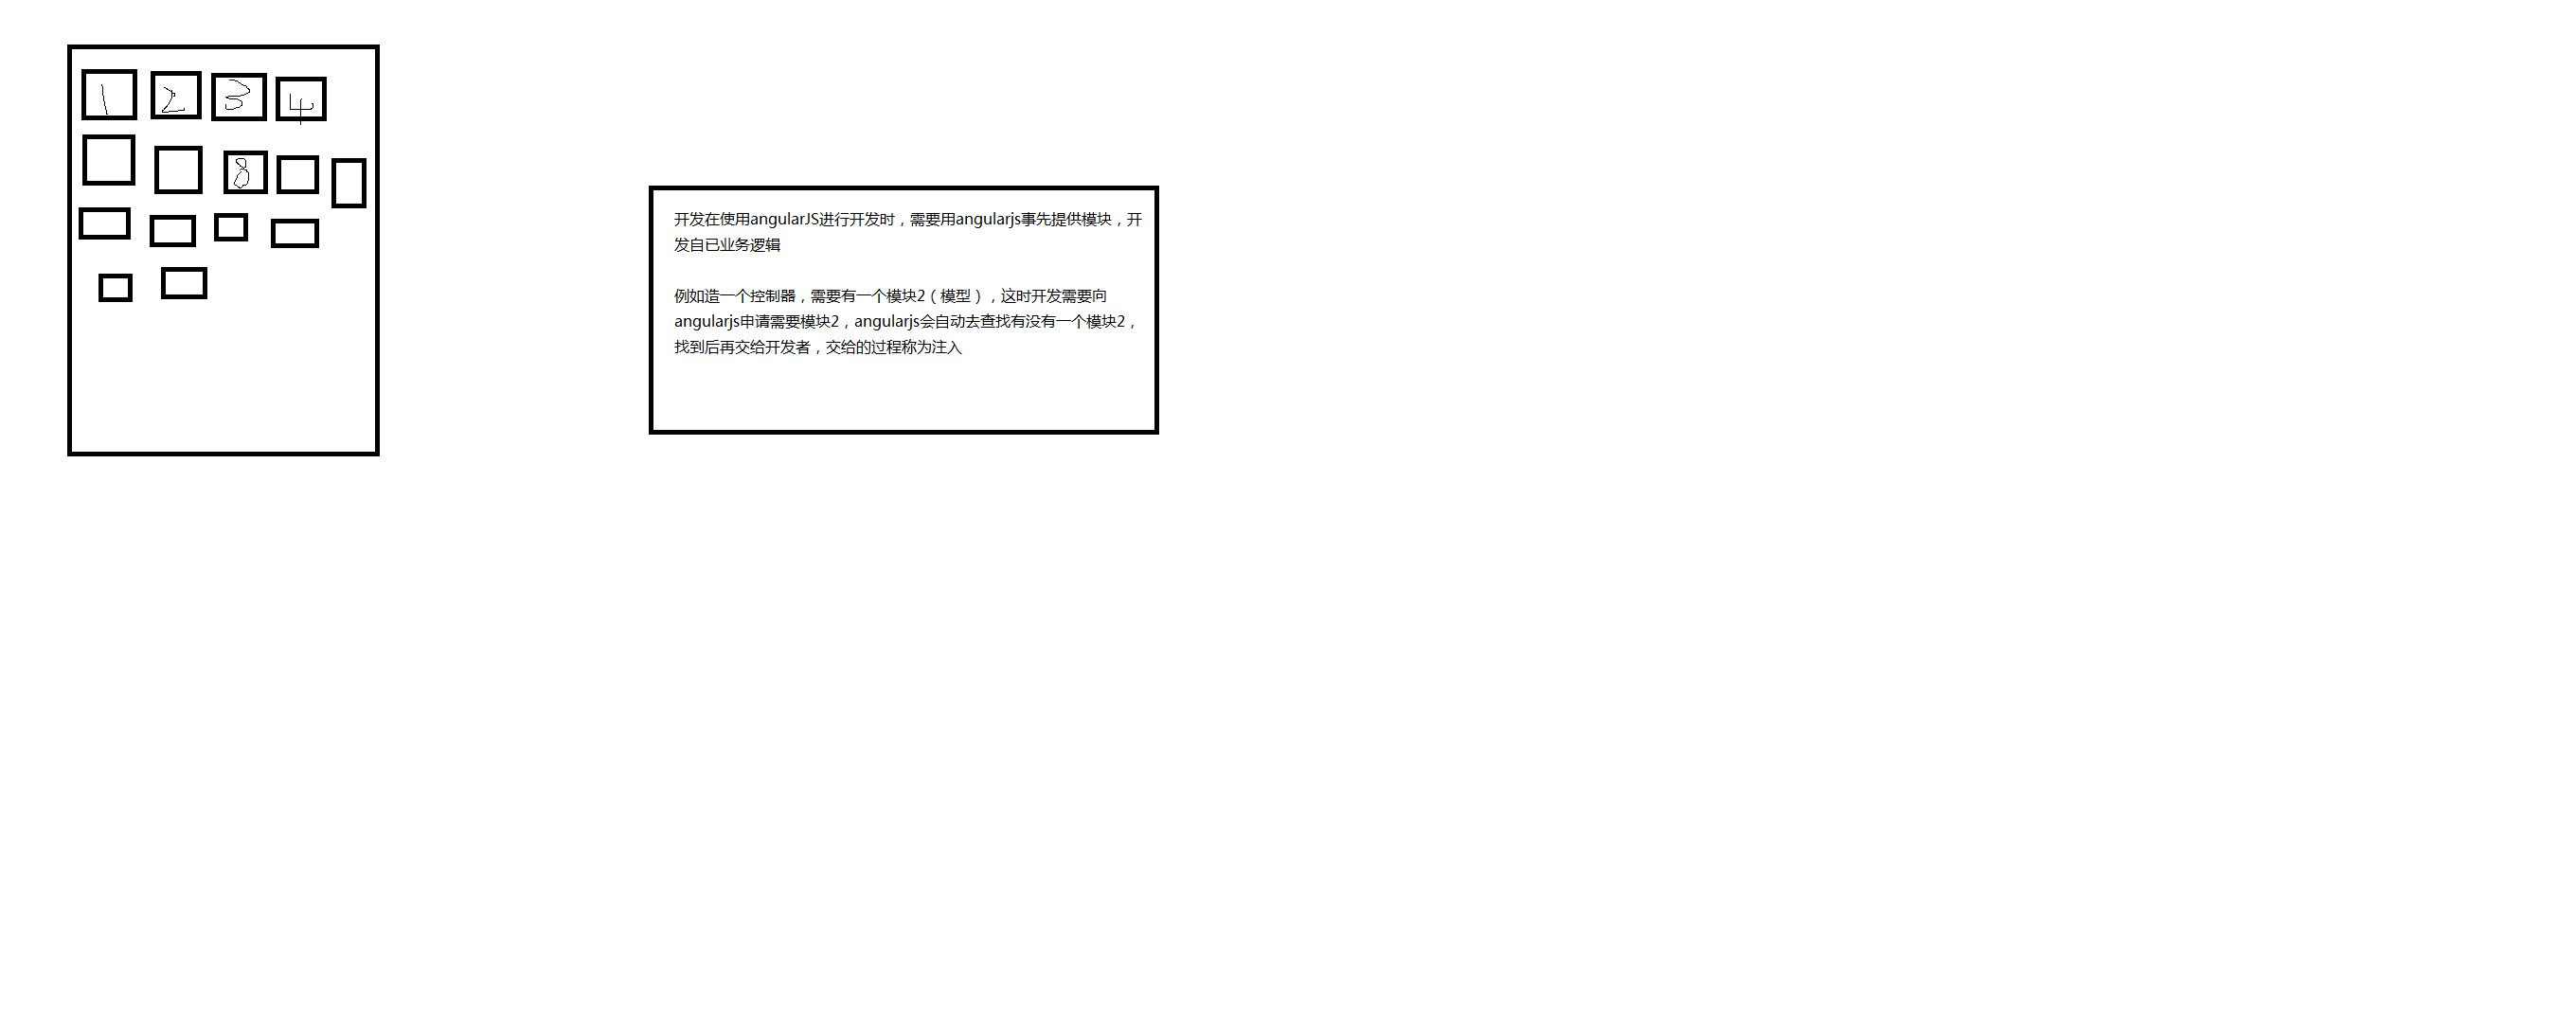 1 2 3 4
8
开发在使用angularJS进行开发时，需要用angularjs事先提供模块，开
发自已业务逻辑
例如造一个控制器，需要有一个模块2（模型），这时开发需要向
angularjs申请需要模块2，angularjs会自动去查找有没有一个模块2，
找到后再交给开发者，交给的过程称为注入